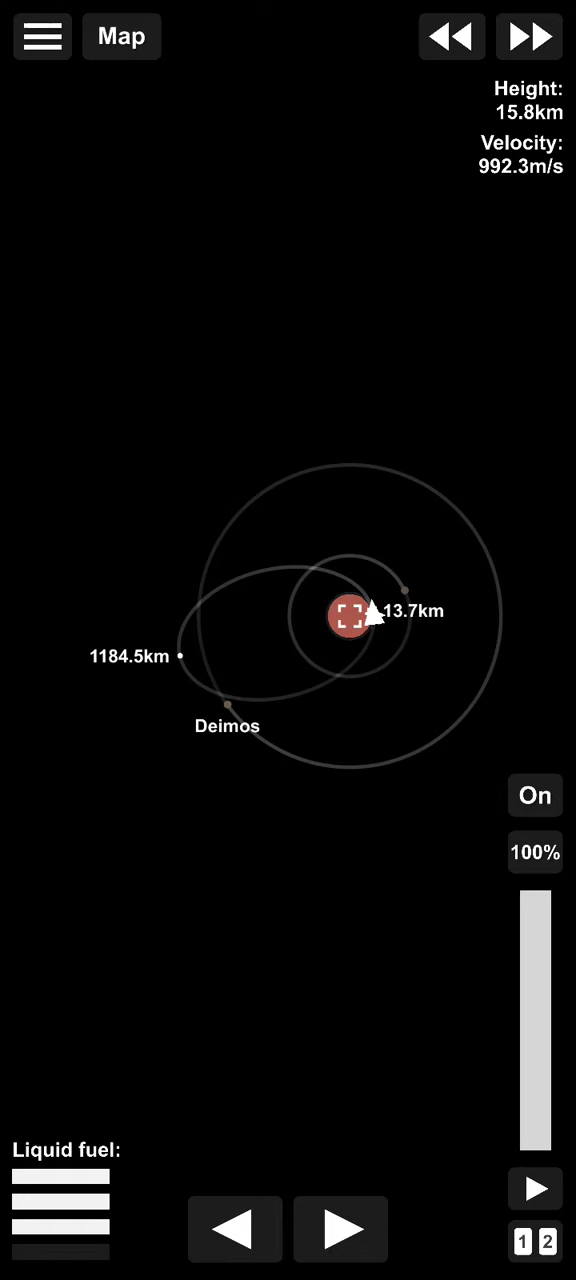 Map
Height:
15.8km
Velocity:
992.3m/s
13.7km
1184.5km
Deimos
On
100%
Liquid fuel:
1 2